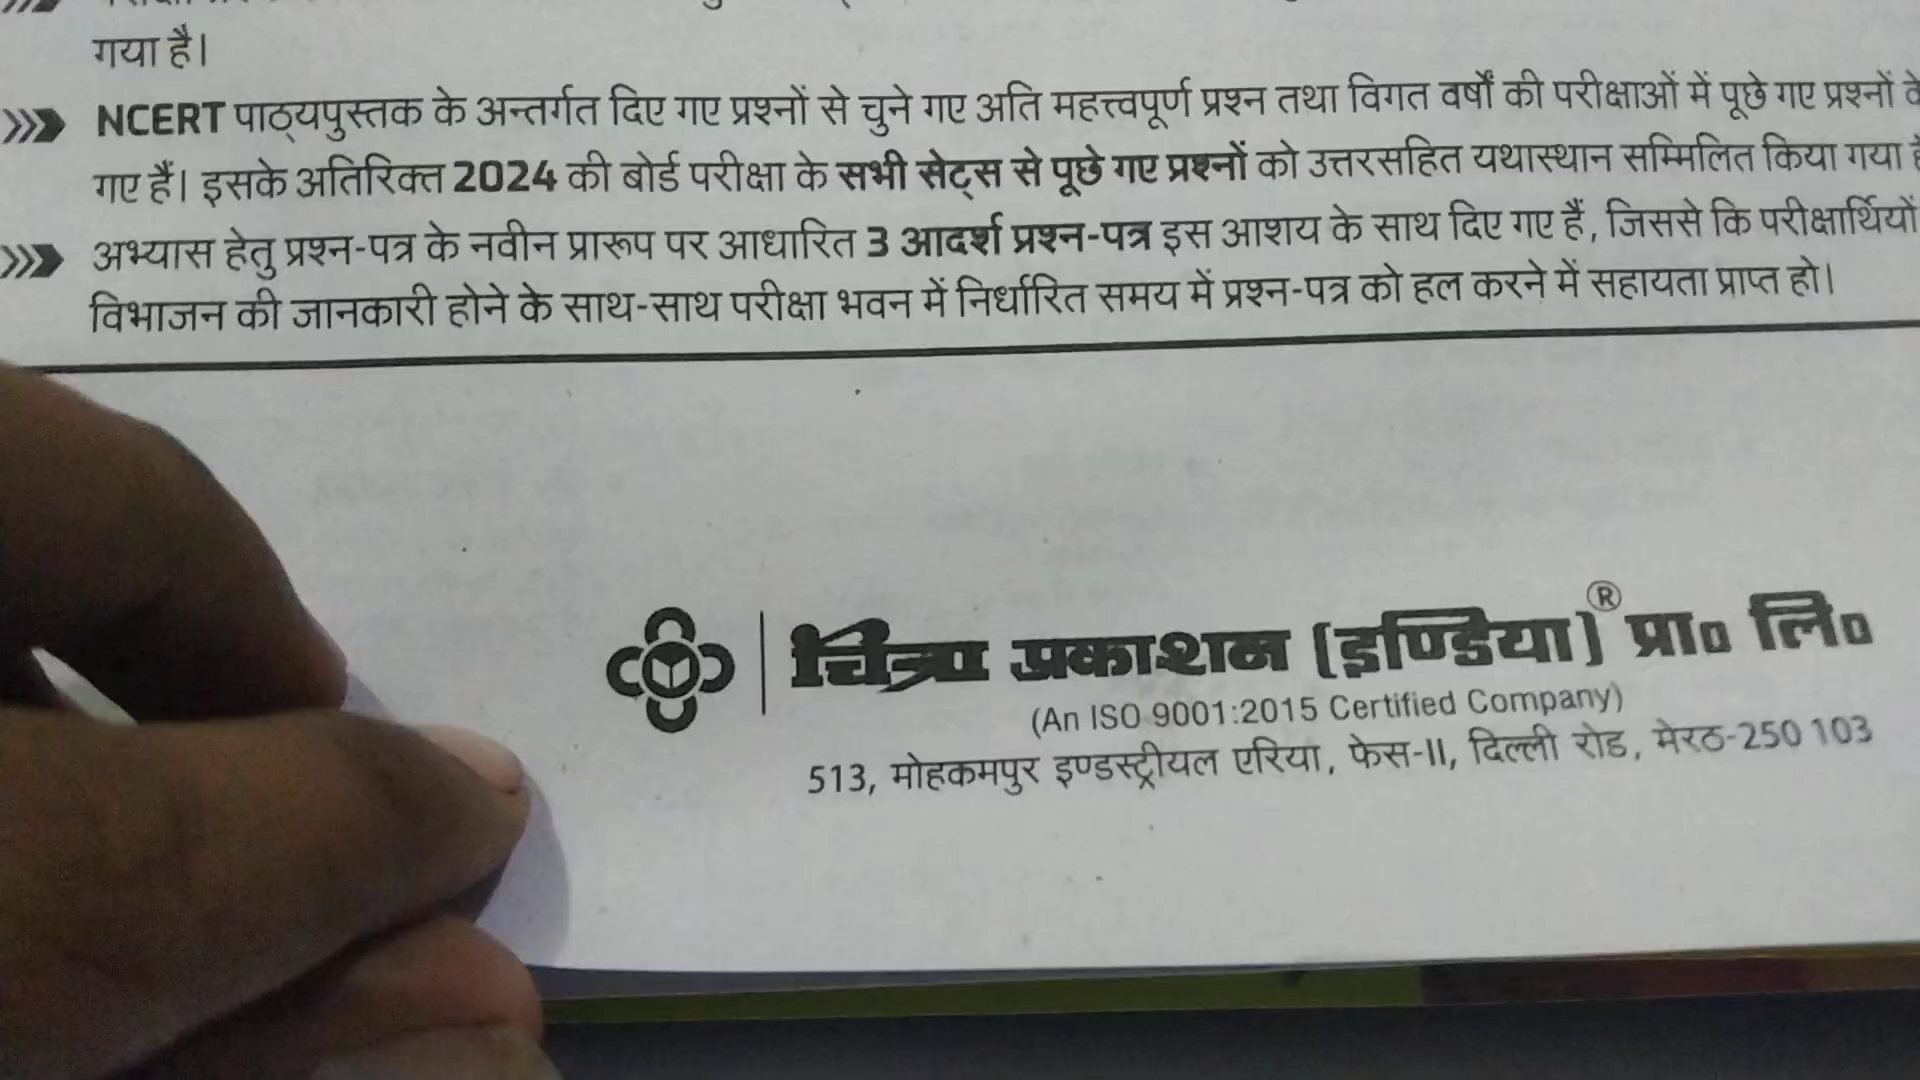 गया है।
NCERT पाठ्यपुस्तक के अन्तर्गत दिए गए प्रश्नों से चुने गए अति महत्त्वपूर्ण प्रश्न तथा विगत वर्षों की परीक्षाओं में पूछे गए प्रश्नों के
गए हैं। इसके अतिरिक्त 2024 की बोर्ड परीक्षा के सभी सेट्स से पूछे गए प्रश्नों को उत्तरसहित यथास्थान सम्मिलित किया गया
अभ्यास हेतु प्रश्न-पत्र के नवीन प्रारूप पर आधारित 3 आदर्श प्रश्न-पत्र इस आशय के साथ दिए गए हैं, जिससे कि परीक्षार्थियों
विभाजन की जानकारी होने के साथ-साथ परीक्षा भवन में निर्धारित समय में प्रश्न-पत्र को हल करने में सहायता प्राप्त हो।
चित्रा प्रकाशन (इण्डिया)® प्रा० लि०
(An ISO 9001:2015 Certified Company)
513, मोहकमपुर इण्डस्ट्रीयल एरिया, फेस-II, दिल्ली रोड, मेरठ-250 103